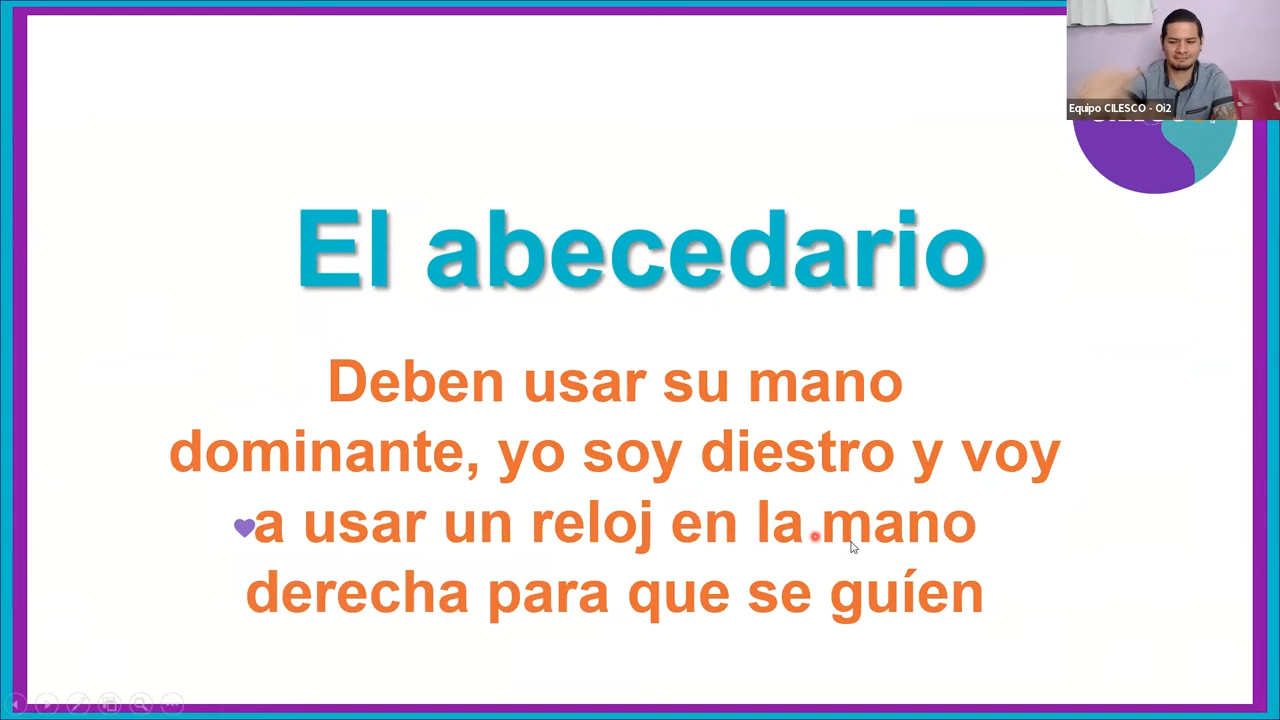 Equipo CILESCO - Oi2
El abecedario
Deben usar su mano
dominante, yo soy diestro y voy
a usar un reloj en la mano
derecha para que se guíen